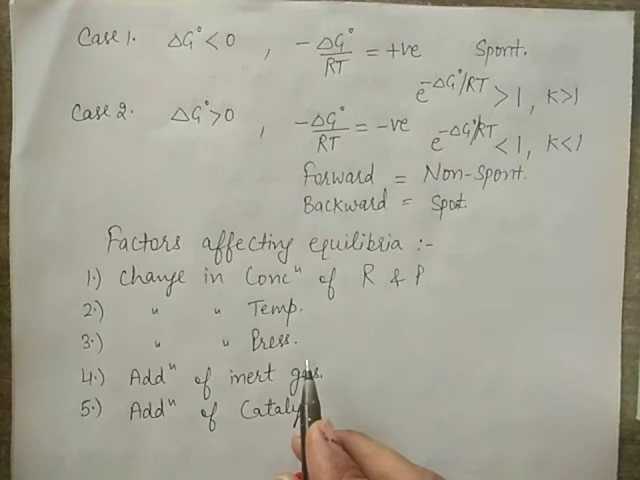 Case 1. ΔG° < 0 , -ΔG°/RT = +ve Spont.
e^-ΔG°/RT > 1, K>1
Case 2. ΔG° > 0 , -ΔG°/RT = -ve e^-ΔG°/RT < 1, K<1
Forward = Non-Spont.
Backward = Spot.
Factors affecting equilibria :-
1.) Change in Concⁿ of R & P
2.) " " Temp.
3.) " " Press.
4.) Addⁿ of inert gas.
5.) Addⁿ of